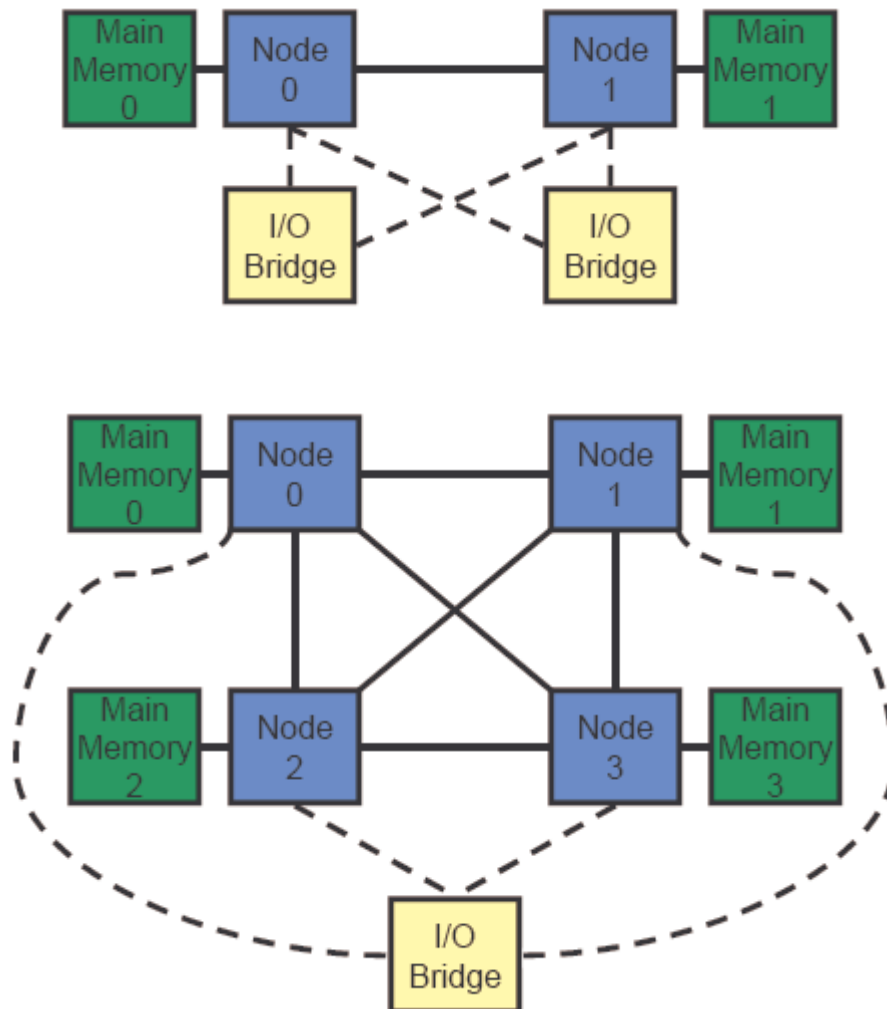 Main
Memory
0
Node
0
Node
1
Main
Memory
1
I/O
Bridge
I/O
Bridge
Main
Memory
0
Node
0
Node
1
Main
Memory
1
Main
Memory
2
Node
2
Node
3
Main
Memory
3
I/O
Bridge